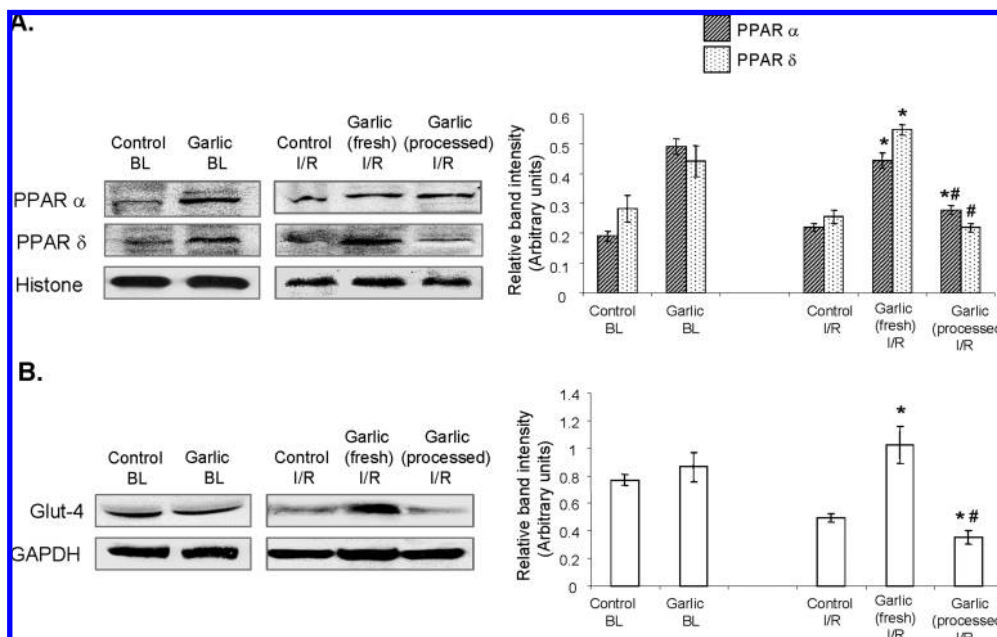 A.
PPAR α
PPAR δ
Control BL
Garlic BL
Control I/R
Garlic (fresh) I/R
Garlic (processed) I/R
PPAR α
PPAR δ
Histone
Relative band intensity
(Arbitrary units)
0.6
0.5
0.4
0.3
0.2
0.1
0
*
*
*#
#
Control BL
Garlic BL
Control I/R
Garlic (fresh) I/R
Garlic (processed) I/R
B.
Control BL
Garlic BL
Control I/R
Garlic (fresh) I/R
Garlic (processed) I/R
Glut-4
GAPDH
Relative band intensity
(Arbitrary units)
1.4
1.2
1
0.8
0.6
0.4
0.2
0
*
*#
Control BL
Garlic BL
Control I/R
Garlic (fresh) I/R
Garlic (processed) I/R